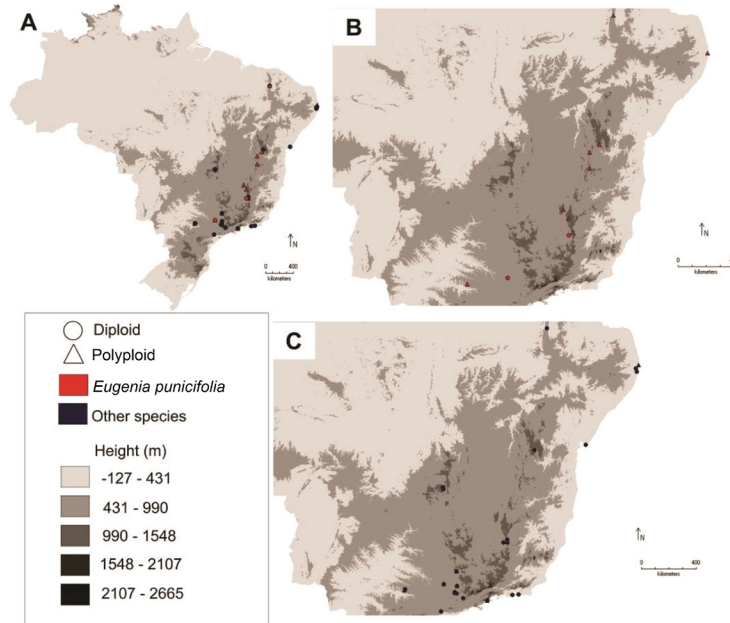 A
B
N
0 400
kilometers
N
0
kilometers
Diploid
Polyploid
Eugenia punicifolia
Other species
Height (m)
-127 - 431
431 - 990
990 - 1548
1548 - 2107
2107 - 2665
C
N
0 400
kilometers